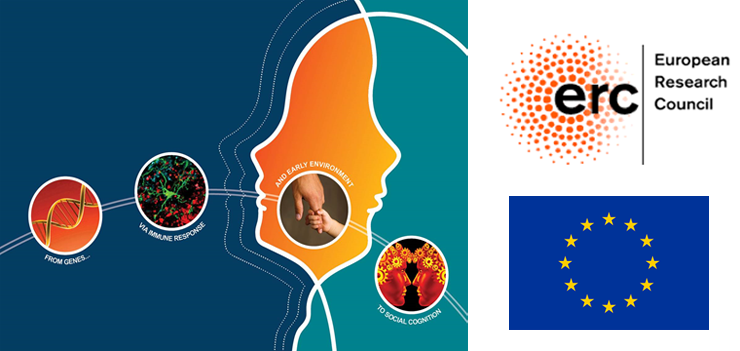 FROM GENES...
VIA IMMUNE RESPONSE
AND EARLY ENVIRONMENT
TO SOCIAL COGNITION
erc
European
Research
Council